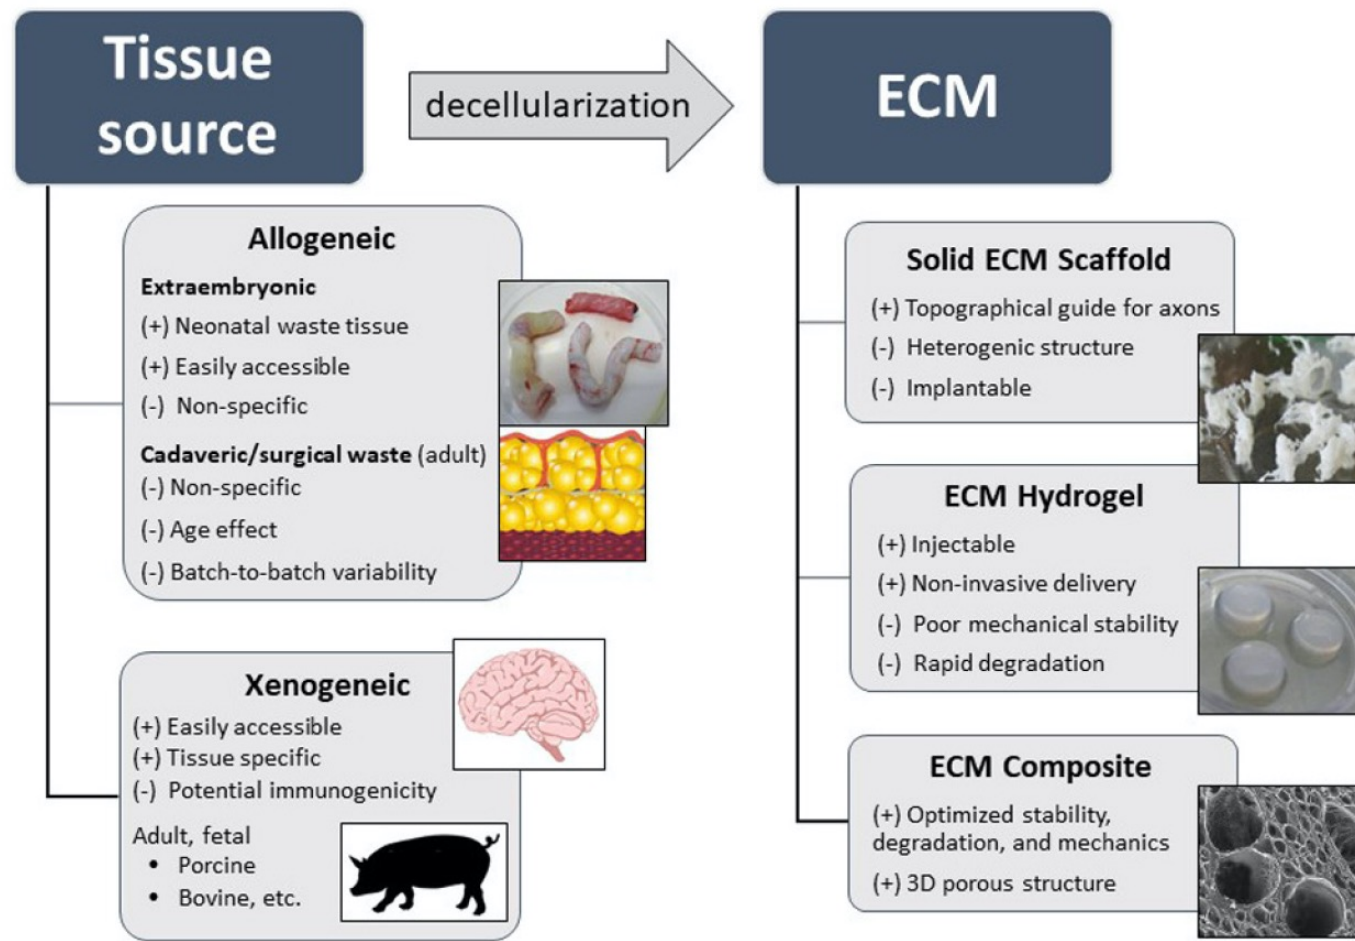 Tissue
source
decellularization
ECM
Allogeneic
Extraembryonic
(+) Neonatal waste tissue
(+) Easily accessible
(-) Non-specific
Cadaveric/surgical waste (adult)
(-) Non-specific
(-) Age effect
(-) Batch-to-batch variability
Xenogeneic
(+) Easily accessible
(+) Tissue specific
(-) Potential immunogenicity
Adult, fetal
• Porcine
• Bovine, etc.
Solid ECM Scaffold
(+) Topographical guide for axons
(-) Heterogenic structure
(-) Implantable
ECM Hydrogel
(+) Injectable
(+) Non-invasive delivery
(-) Poor mechanical stability
(-) Rapid degradation
ECM Composite
(+) Optimized stability,
degradation, and mechanics
(+) 3D porous structure